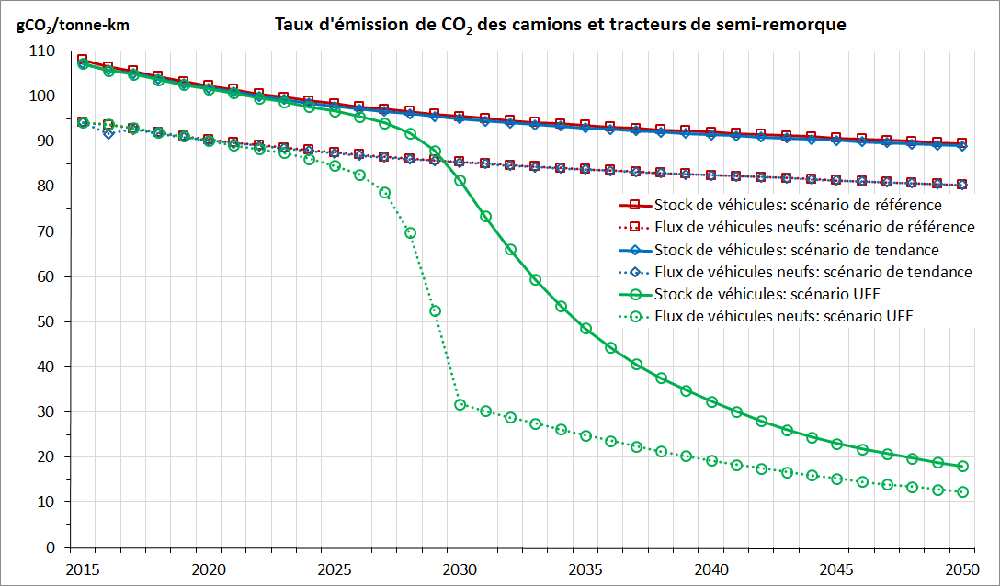 gCO₂/tonne-km
Taux d'émission de CO₂ des camions et tracteurs de semi-remorque
110
100
90
80
70
60
50
40
30
20
10
0
Stock de véhicules: scénario de référence
Flux de véhicules neufs: scénario de référence
Stock de véhicules: scénario de tendance
Flux de véhicules neufs: scénario de tendance
Stock de véhicules: scénario UFE
Flux de véhicules neufs: scénario UFE
2015 2020 2025 2030 2035 2040 2045 2050